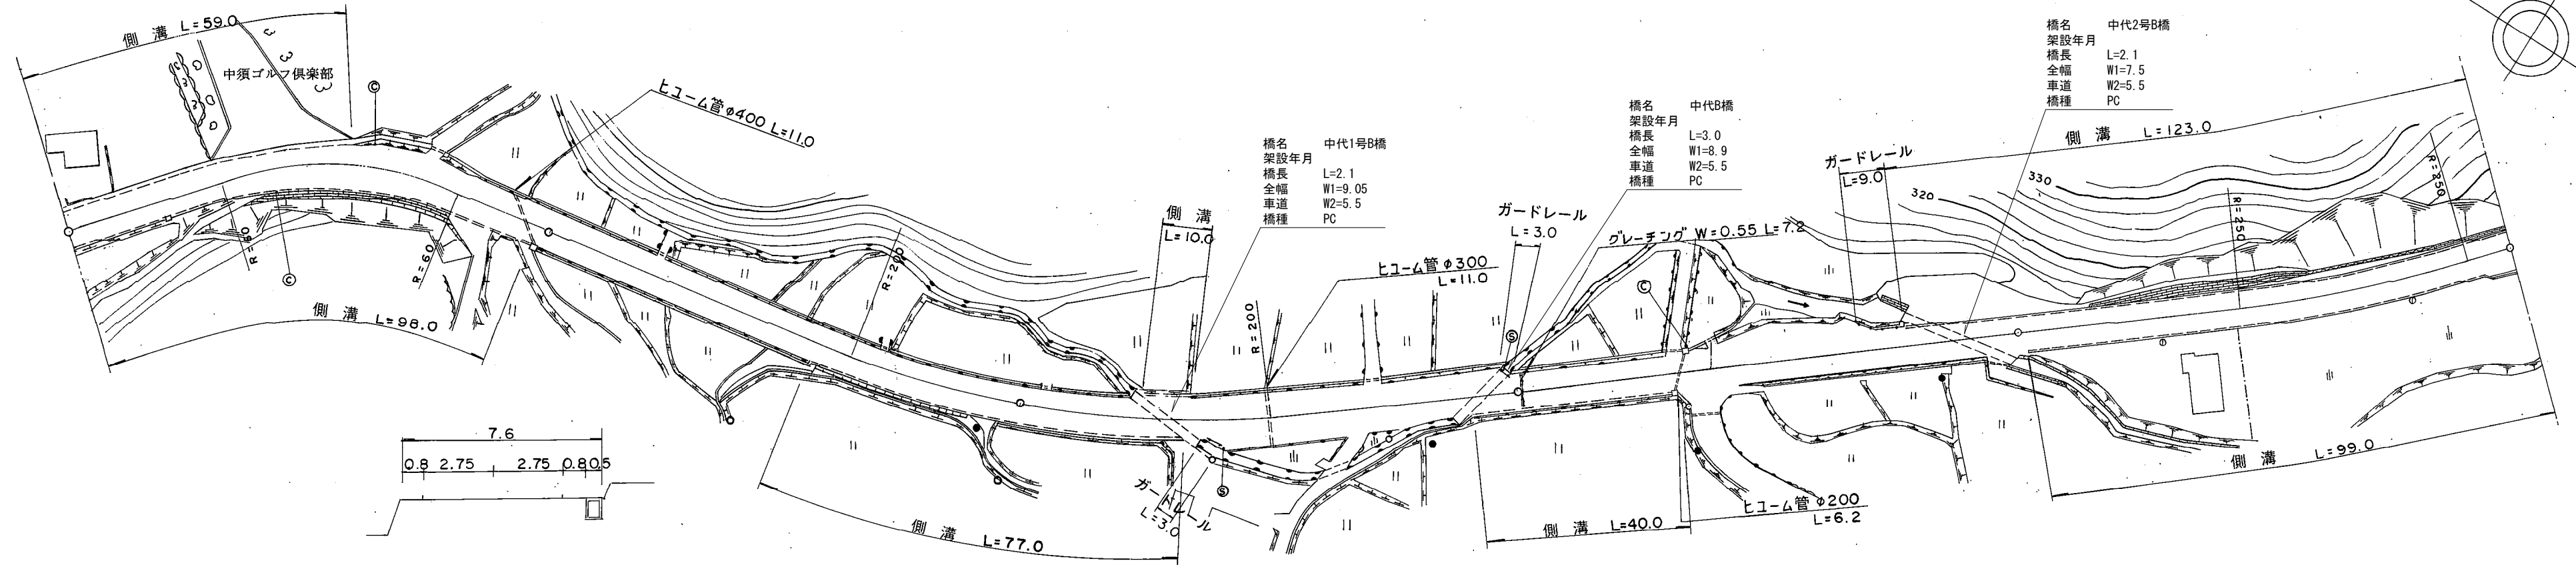 側溝 L=59.0
中須ゴルフ倶楽部
C
ヒューム管φ400 L=11.0
R=60
R=60
C
側溝 L=98.0
R=200
側溝
L=10.0
橋名 中代1号B橋
架設年月
橋長 L=2.1
全幅 W1=9.05
車道 W2=5.5
橋種 PC
ヒューム管φ300
L=11.0
R=200
ガードレール
L=3.0
S
橋名 中代B橋
架設年月
橋長 L=3.0
全幅 W1=8.9
車道 W2=5.5
橋種 PC
グレーチング W=0.55 L=7.2
C
ガードレール
L=9.0
橋名 中代2号B橋
架設年月
橋長 L=2.1
全幅 W1=7.5
車道 W2=5.5
橋種 PC
側溝 L=123.0
320
330
R=250
R=250
7.6
0.8 2.75 2.75 0.8 0.5
側溝 L=77.0
ガードレール
L=3.0
S
側溝 L=40.0
ヒューム管φ200
L=6.2
側溝 L=99.0